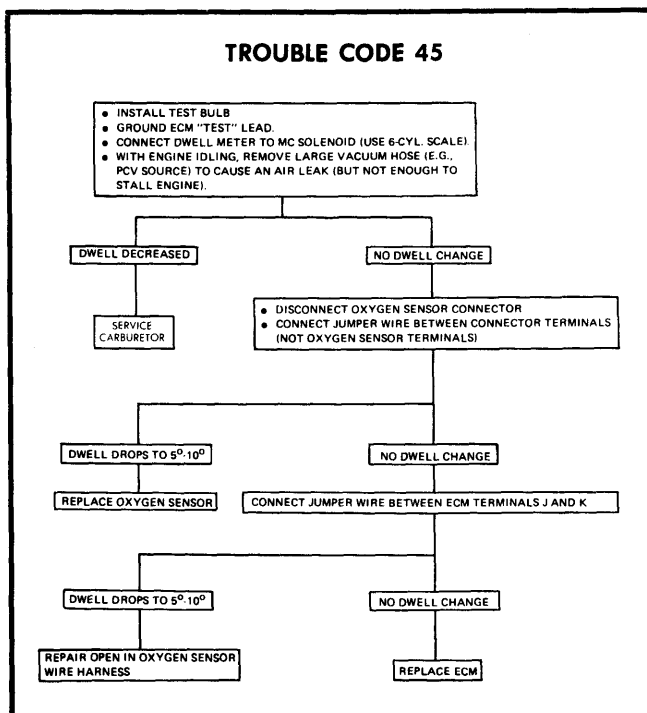 TROUBLE CODE 45
• INSTALL TEST BULB
• GROUND ECM "TEST" LEAD.
• CONNECT DWELL METER TO MC SOLENOID (USE 6-CYL. SCALE).
• WITH ENGINE IDLING, REMOVE LARGE VACUUM HOSE (E.G.,
PCV SOURCE) TO CAUSE AN AIR LEAK (BUT NOT ENOUGH TO
STALL ENGINE).
DWELL DECREASED
NO DWELL CHANGE
SERVICE
CARBURETOR
• DISCONNECT OXYGEN SENSOR CONNECTOR
• CONNECT JUMPER WIRE BETWEEN CONNECTOR TERMINALS
(NOT OXYGEN SENSOR TERMINALS)
DWELL DROPS TO 5°-10°
NO DWELL CHANGE
REPLACE OXYGEN SENSOR
CONNECT JUMPER WIRE BETWEEN ECM TERMINALS J AND K
DWELL DROPS TO 5°-10°
NO DWELL CHANGE
REPAIR OPEN IN OXYGEN SENSOR
WIRE HARNESS
REPLACE ECM